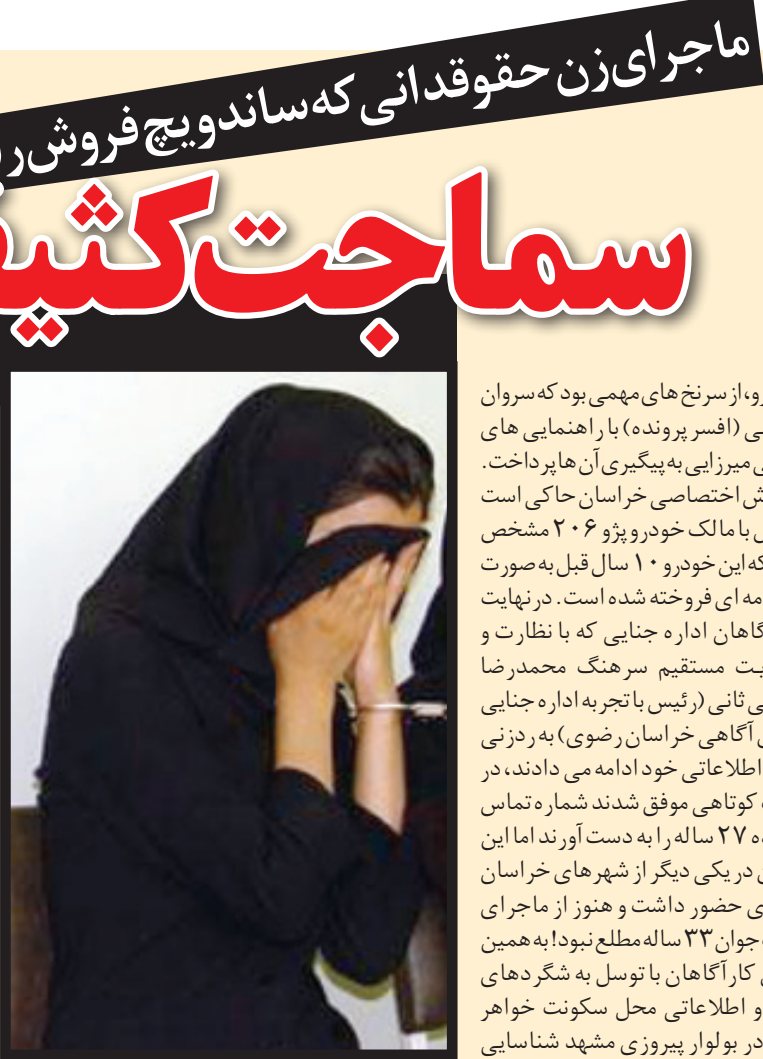 ماجرای زن حقوقدانی که ساندویچ فروش
سماجت
رو، از سرنخ های مهمی بود که سروان
(افسر پرونده) با راهنمایی های
میرزایی به پیگیری آن ها پرداخت.
اختصاصی خراسان حاکی است
با مالک خودرو پژو ۲۰۶ مشخص
که این خودرو ۱۰ سال قبل به صورت
فروخته شده است. در نهایت
اداره جنایی که با نظارت و
مستقیم سرهنگ محمدرضا
ثانی (رئیس با تجربه اداره جنایی
آگاهی خراسان رضوی) به ردزنی
اطلاعاتی خود ادامه می دادند، در
کوتاهی موفق شدند شماره تماس
۲۷ ساله را به دست آورند اما این
در یکی دیگر از شهرهای خراسان
حضور داشت و هنوز از ماجرای
جوان ۳۳ ساله مطلع نبود! به همین
کارآگاهان با توسل به شگردهای
و اطلاعاتی محل سکونت خواهر
در بولوار پیروزی مشهد شناسایی